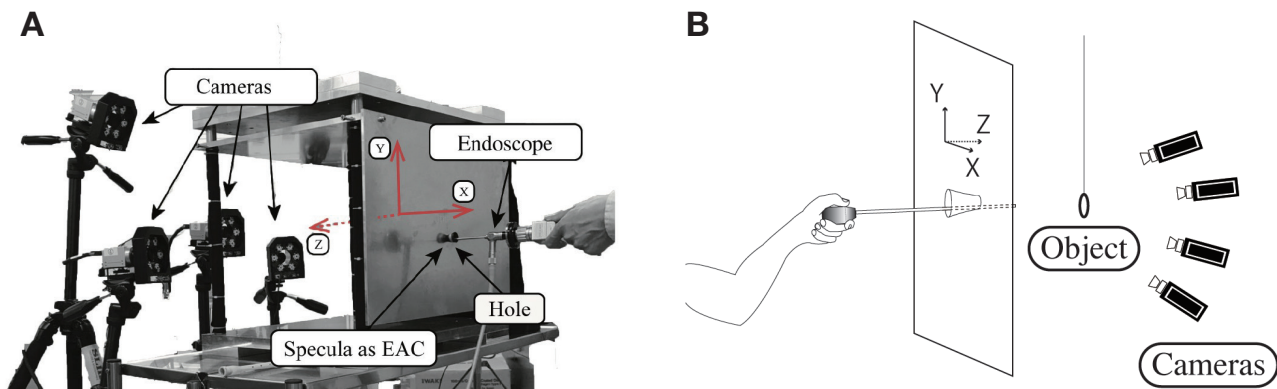 A
Cameras
Endoscope
Y
X
Z
Hole
Specula as EAC
B
Y
Z
X
Object
Cameras